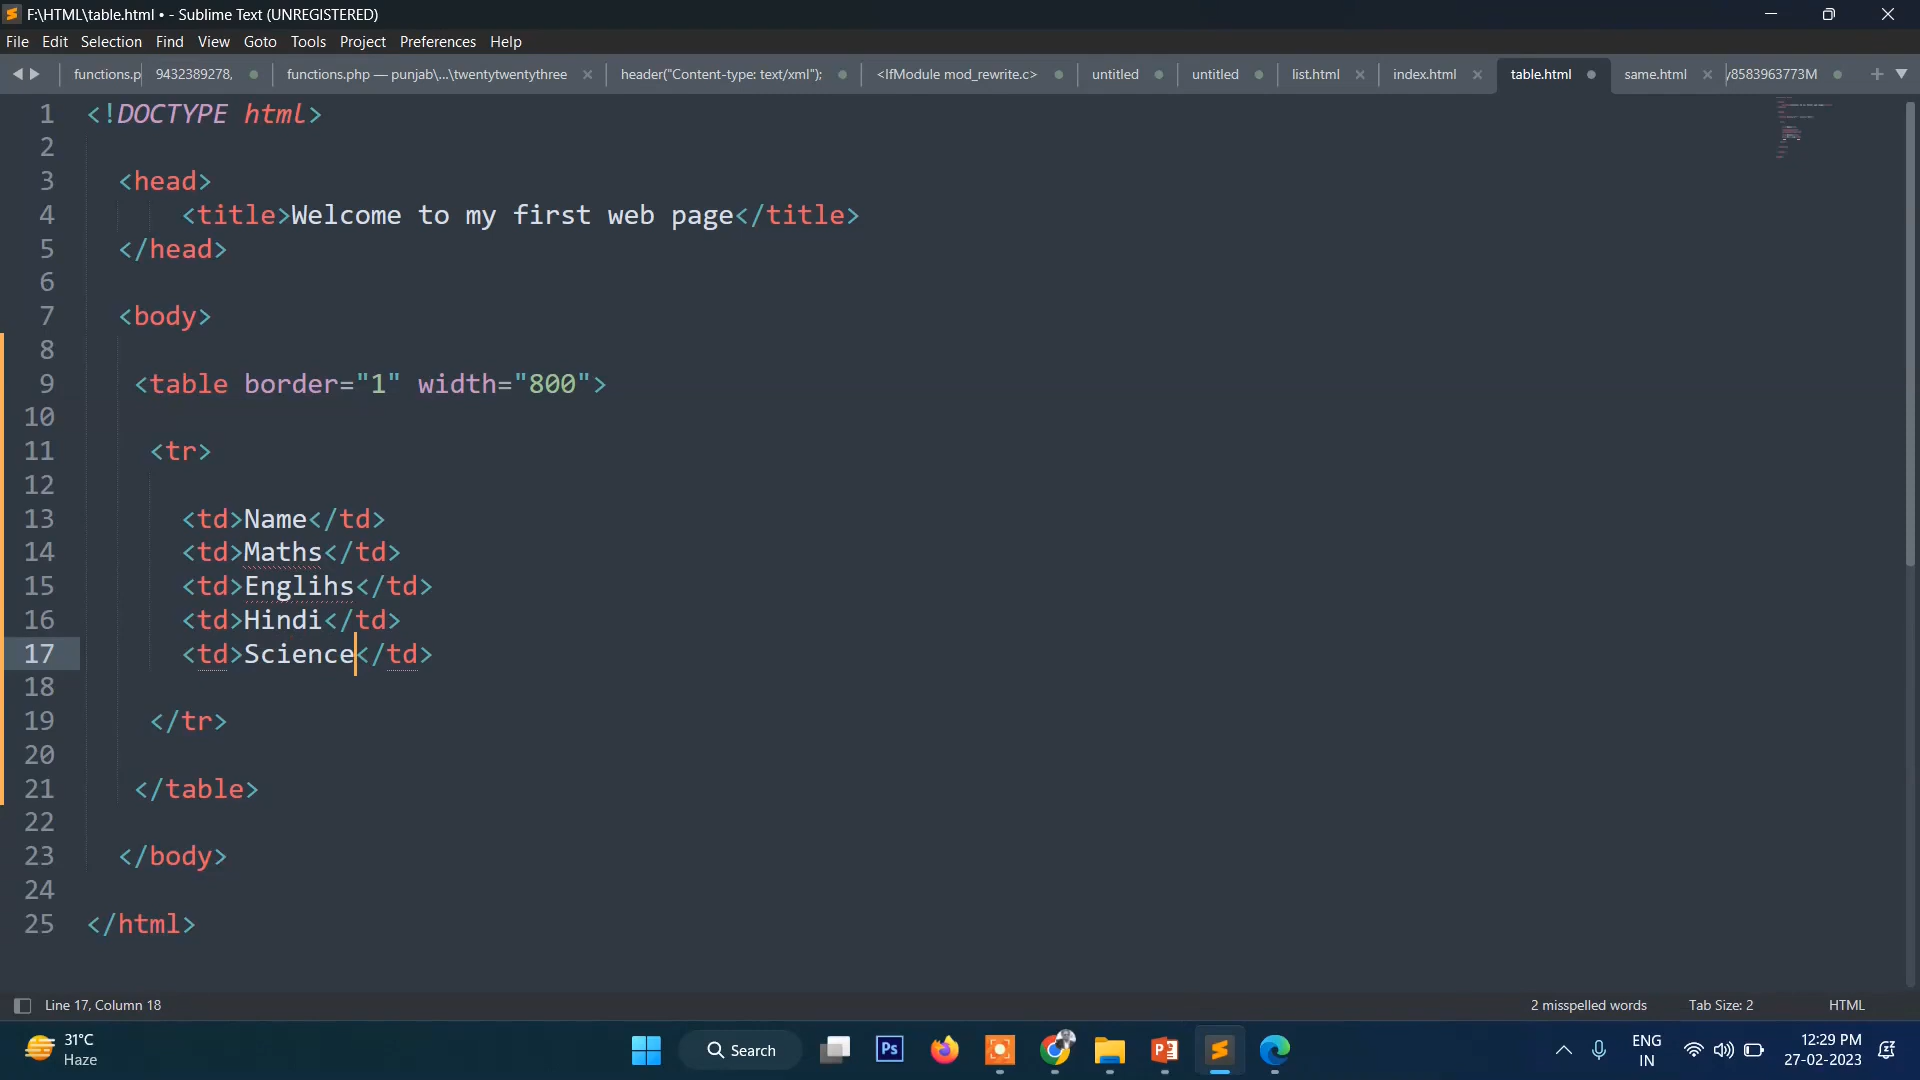 F:\HTML\table.html • - Sublime Text (UNREGISTERED)
File Edit Selection Find View Goto Tools Project Preferences Help
functions.p 9432389278, functions.php — punjab\...\twentytwentythree header("Content-type: text/xml"); <IfModule mod_rewrite.c> untitled untitled list.html index.html table.html same.html y8583963773M
1 <!DOCTYPE html>
2
3 <head>
4 <title>Welcome to my first web page</title>
5 </head>
6
7 <body>
8
9 <table border="1" width="800">
10
11 <tr>
12
13 <td>Name</td>
14 <td>Maths</td>
15 <td>Englihs</td>
16 <td>Hindi</td>
17 <td>Science</td>
18
19 </tr>
20
21 </table>
22
23 </body>
24
25 </html>
Line 17, Column 18 2 misspelled words Tab Size: 2 HTML
31°C
Haze
Search
Ps
ENG
IN
12:29 PM
27-02-2023